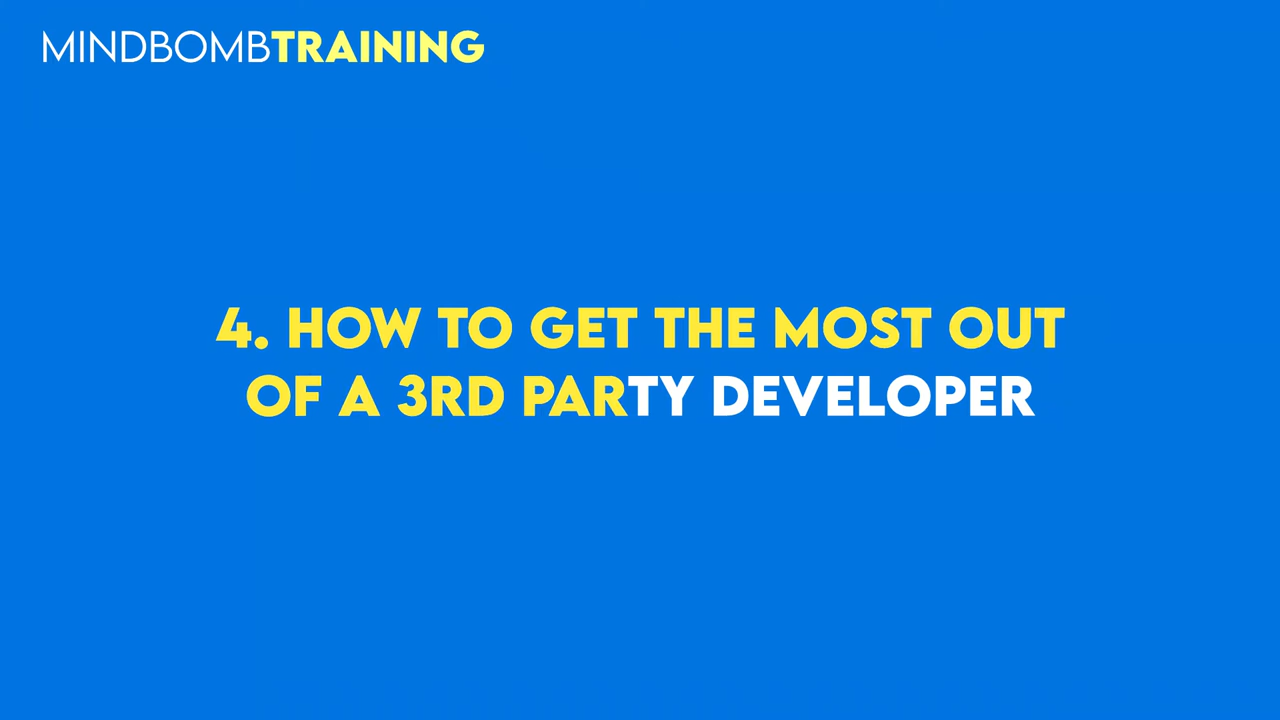 MINDBOMBTRAINING
4. HOW TO GET THE MOST OUT
OF A 3RD PARTY DEVELOPER